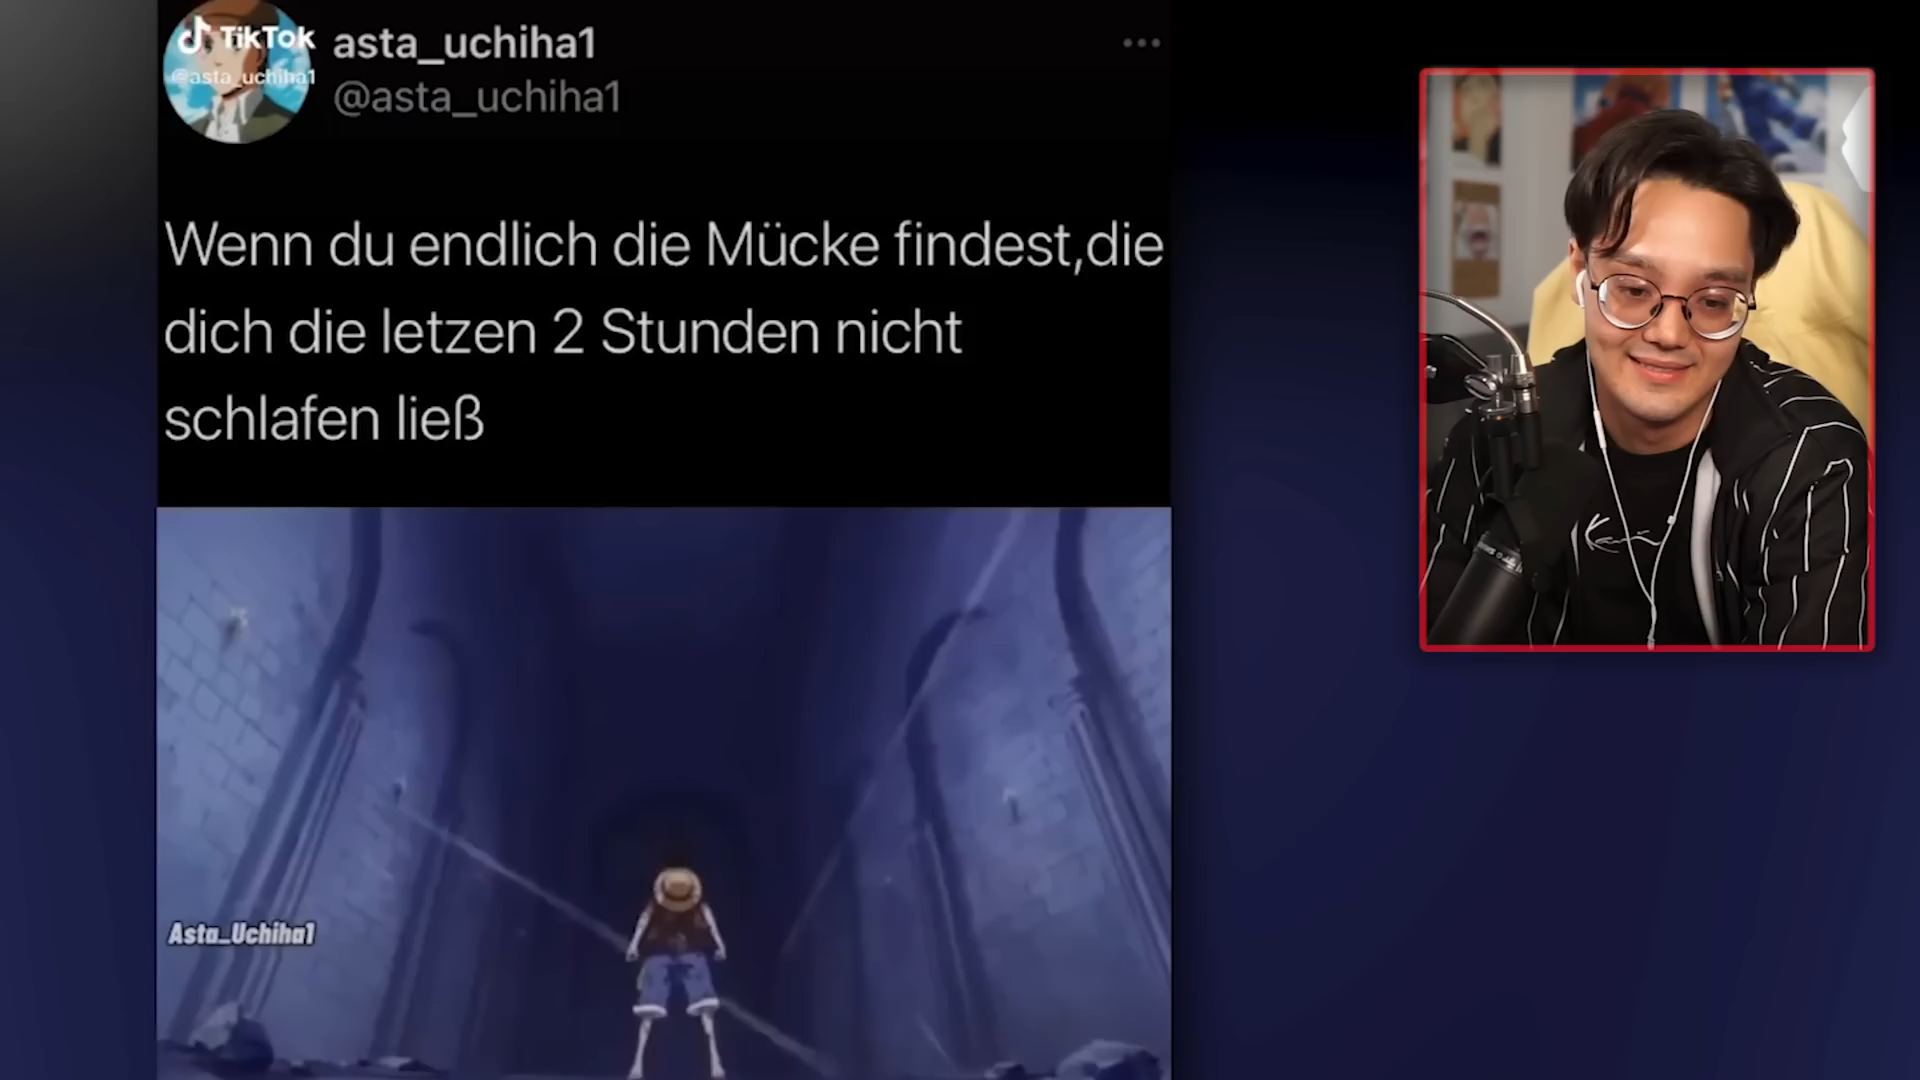 TikTok
@asta_uchiha1
asta_uchiha1
@asta_uchiha1
Wenn du endlich die Mücke findest,die
dich die letzen 2 Stunden nicht
schlafen ließ
Asta_Uchiha1